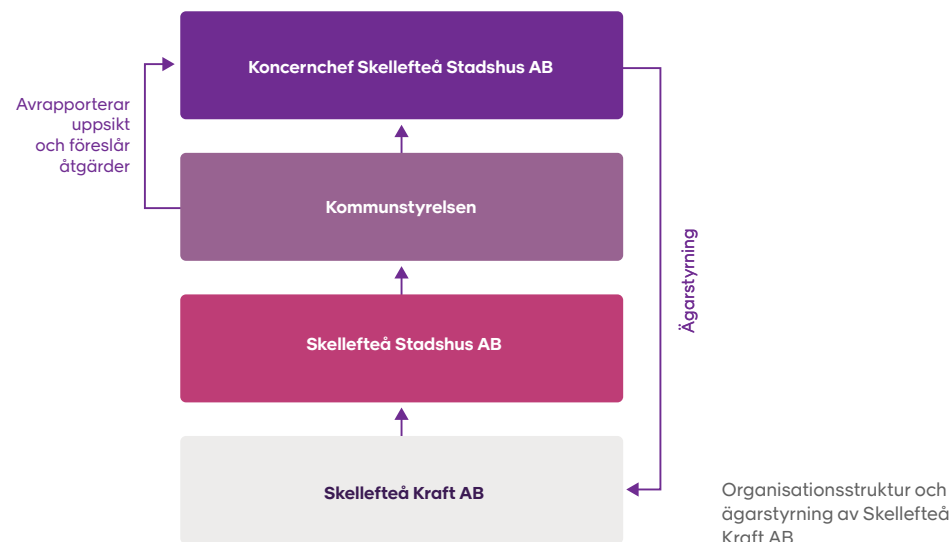 Koncernchef Skellefteå Stadshus AB
Avrapporterar
uppsikt
och föreslår
åtgärder
Kommunstyrelsen
Ägarstyrning
Skellefteå Stadshus AB
Skellefteå Kraft AB
Organisationsstruktur och
ägarstyrning av Skellefteå
Kraft AB